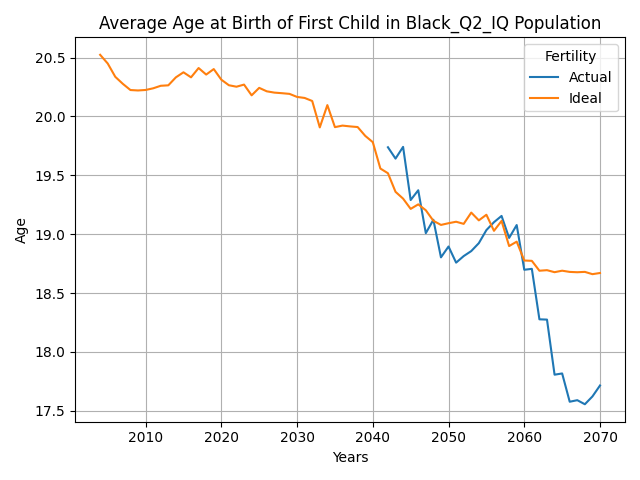 Average Age at Birth of First Child in Black_Q2_IQ Population
Fertility
Actual
Ideal
Age
20.5
20.0
19.5
19.0
18.5
18.0
17.5
2010
2020
2030
2040
2050
2060
2070
Years